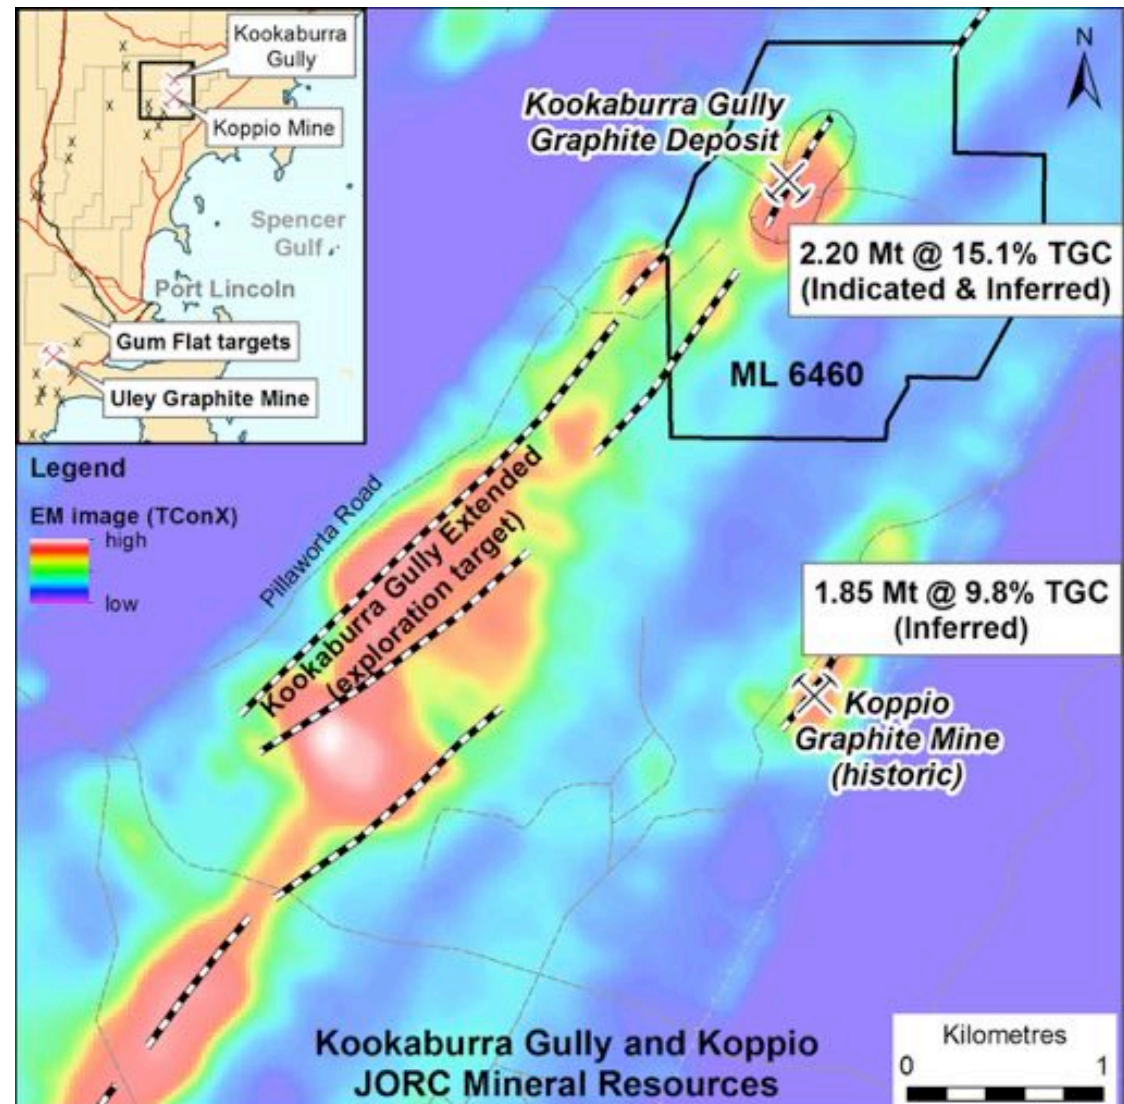 Kookaburra
Gully
Koppio Mine
Spencer
Gulf
Port Lincoln
Gum Flat targets
Uley Graphite Mine
N
Kookaburra Gully
Graphite Deposit
2.20 Mt @ 15.1% TGC
(Indicated & Inferred)
ML 6460
Legend
EM image (TConX)
high
low
Pillaworta Road
Kookaburra Gully Extended
(exploration target)
1.85 Mt @ 9.8% TGC
(Inferred)
Koppio
Graphite Mine
(historic)
Kookaburra Gully and Koppio
JORC Mineral Resources
Kilometres
0 1